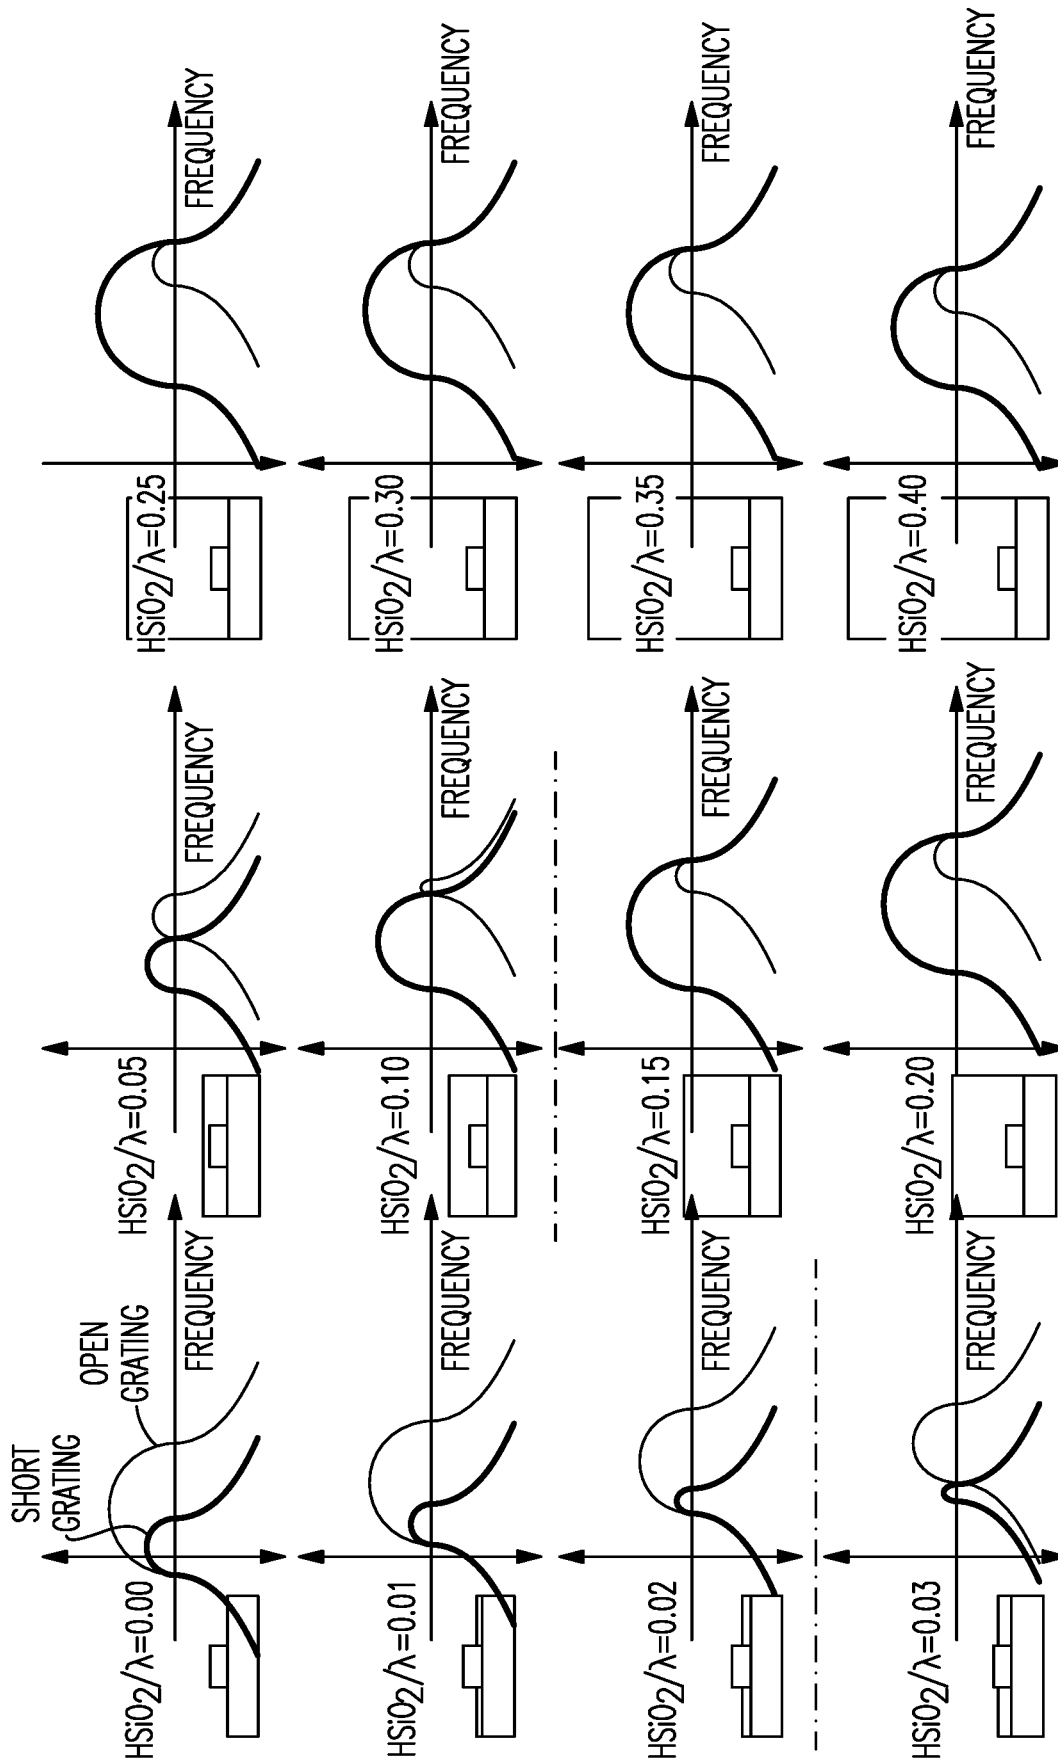 SHORT
GRATING
OPEN
GRATING
HSiO2/λ=0.00
FREQUENCY
HSiO2/λ=0.01
FREQUENCY
HSiO2/λ=0.02
FREQUENCY
HSiO2/λ=0.03
FREQUENCY
HSiO2/λ=0.05
FREQUENCY
HSiO2/λ=0.10
FREQUENCY
HSiO2/λ=0.15
FREQUENCY
HSiO2/λ=0.20
FREQUENCY
HSiO2/λ=0.25
FREQUENCY
HSiO2/λ=0.30
FREQUENCY
HSiO2/λ=0.35
FREQUENCY
HSiO2/λ=0.40
FREQUENCY